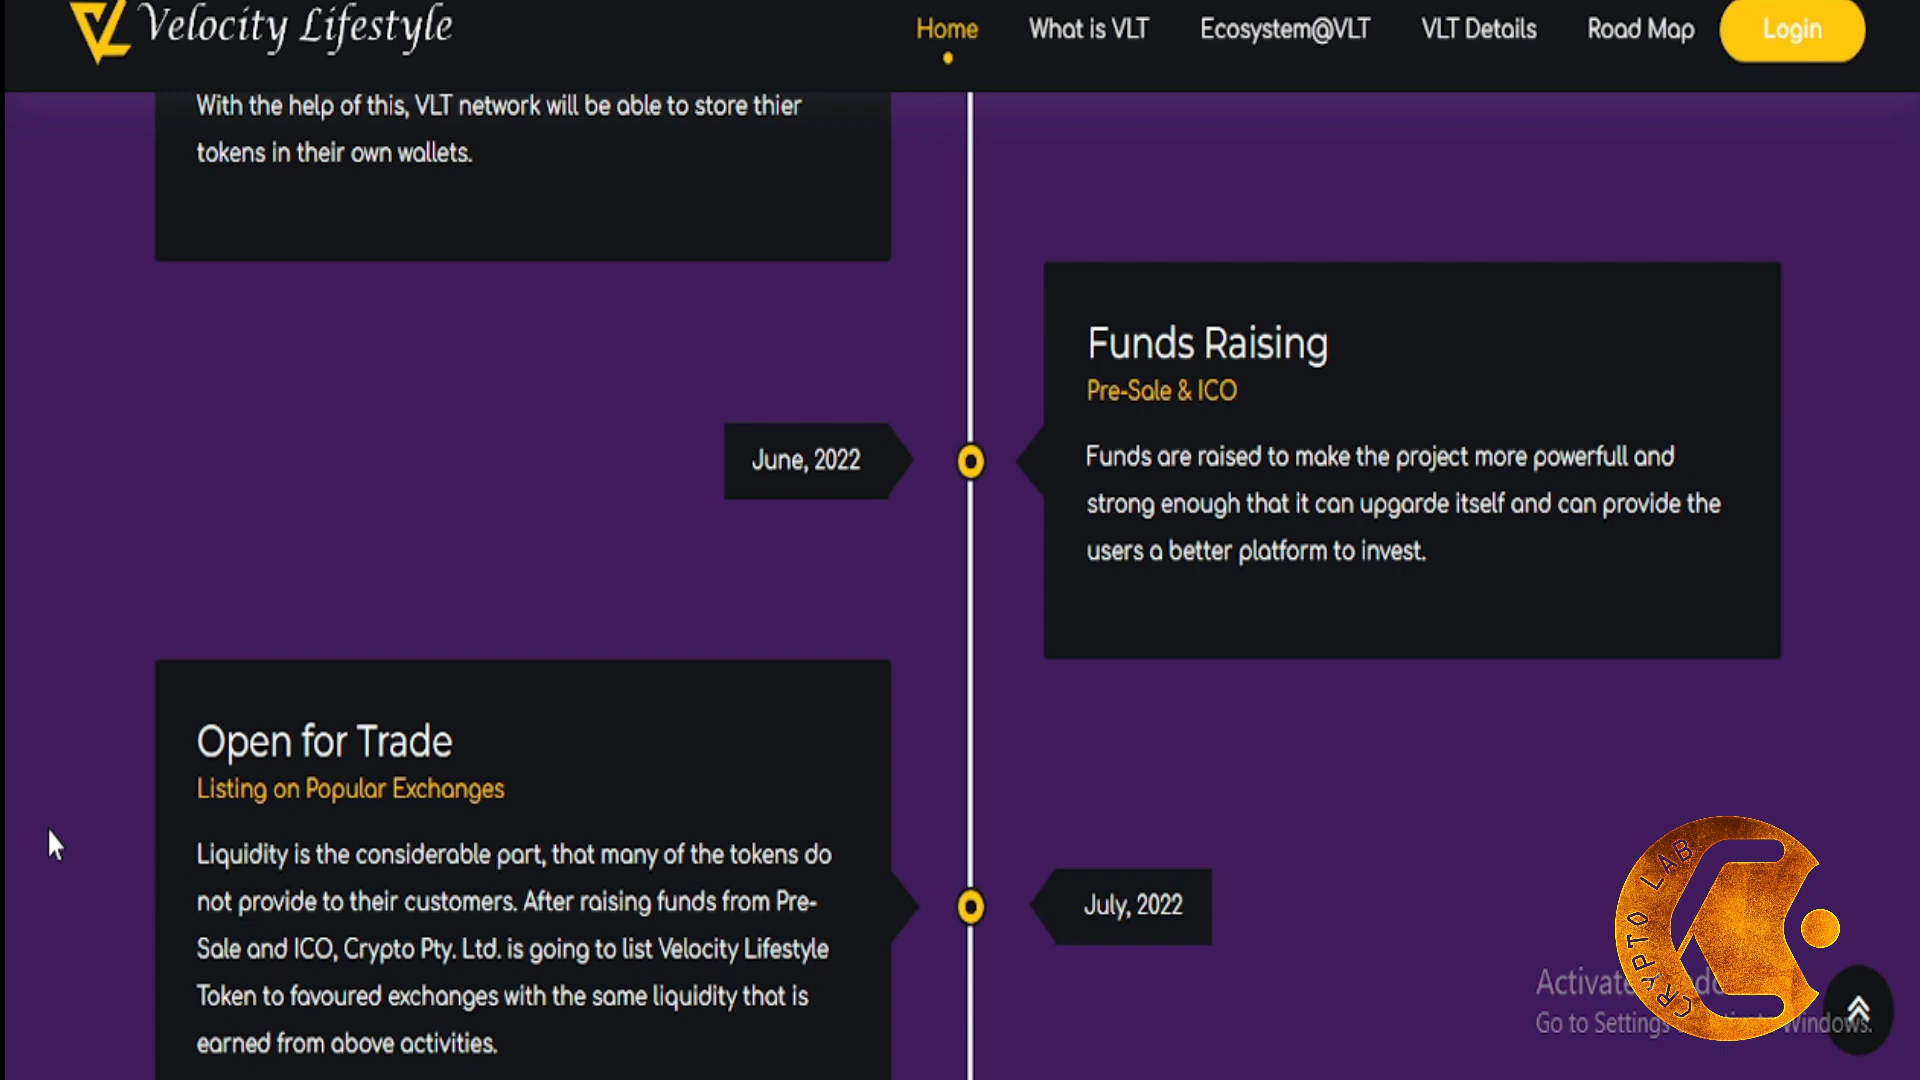 Velocity Lifestyle
Home
What is VLT
Ecosystem@VLT
VLT Details
Road Map
Login
With the help of this, VLT network will be able to store thier
tokens in their own wallets.
Funds Raising
Pre-Sale & ICO
Funds are raised to make the project more powerfull and
strong enough that it can upgarde itself and can provide the
users a better platform to invest.
June, 2022
Open for Trade
Listing on Popular Exchanges
Liquidity is the considerable part, that many of the tokens do
not provide to their customers. After raising funds from Pre-
Sale and ICO, Crypto Pty. Ltd. is going to list Velocity Lifestyle
Token to favoured exchanges with the same liquidity that is
earned from above activities.
July, 2022
CRYPTO LAB
Activate
Go to Settings Windows.